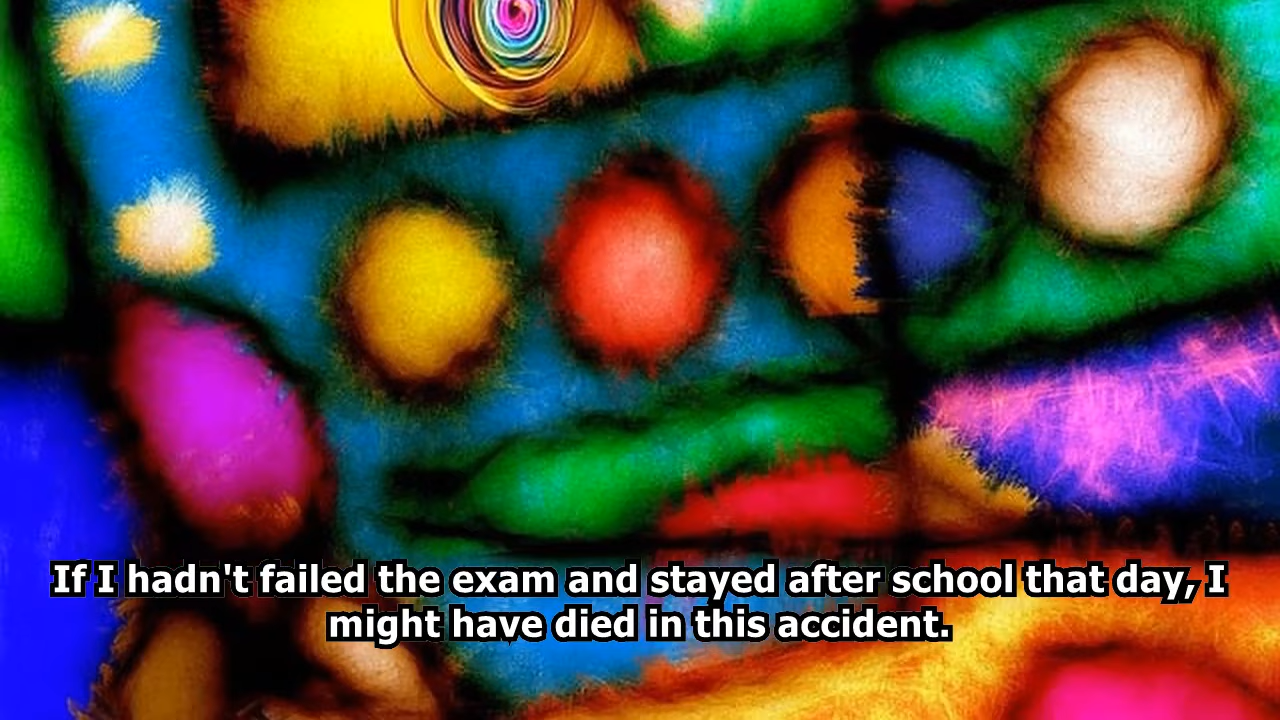 If I hadn't failed the exam and stayed after school that day, I
might have died in this accident.